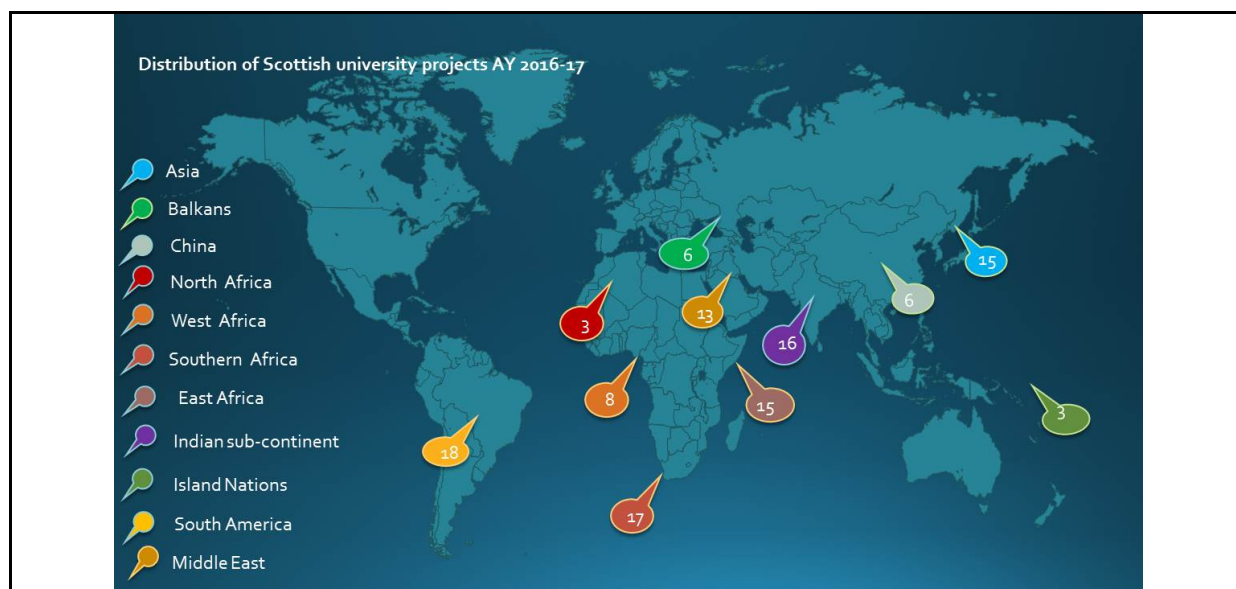 Distribution of Scottish university projects AY 2016-17
Asia
Balkans
China
North Africa
West Africa
Southern Africa
East Africa
Indian sub-continent
Island Nations
South America
Middle East
6
15
13
6
3
16
8
15
3
18
17